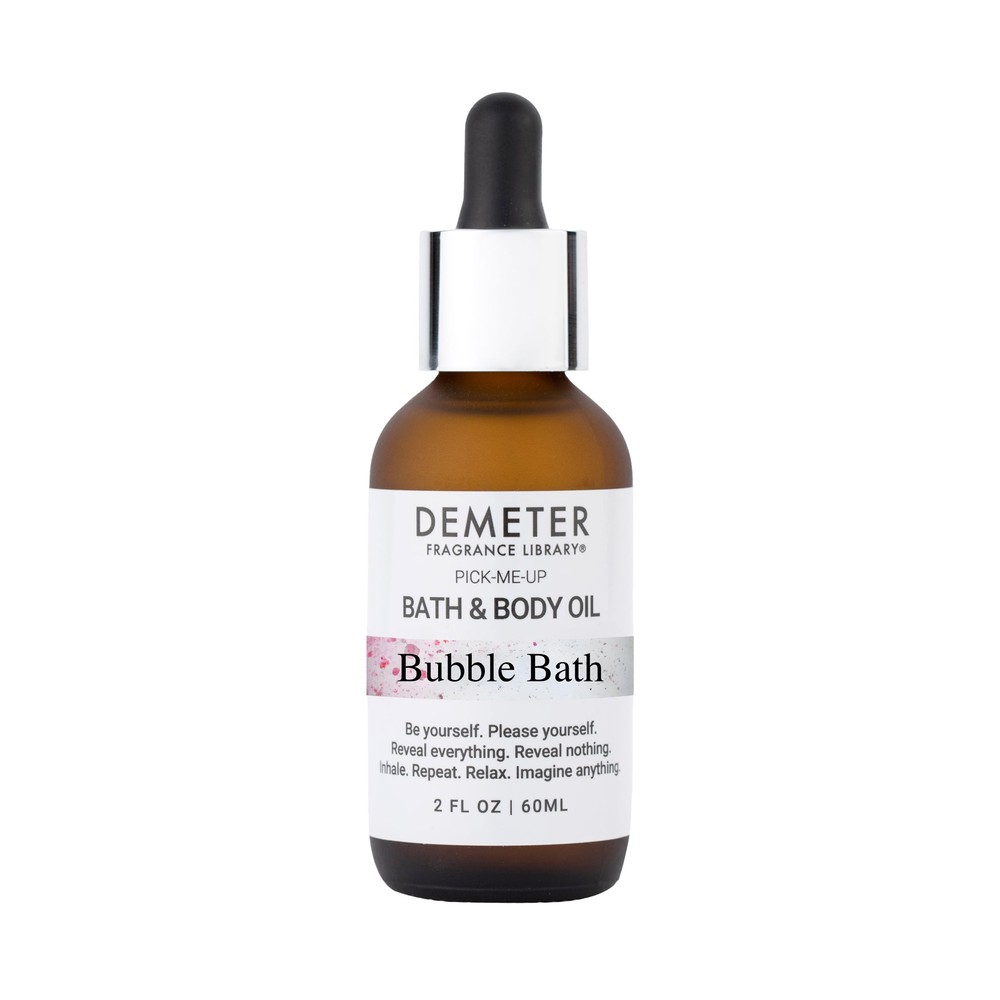 DEMETER
FRAGRANCE LIBRARY®
PICK-ME-UP
BATH & BODY OIL
Bubble Bath
Be yourself. Please yourself.
Reveal everything. Reveal nothing.
Inhale. Repeat. Relax. Imagine anything.
2 FL OZ | 60ML